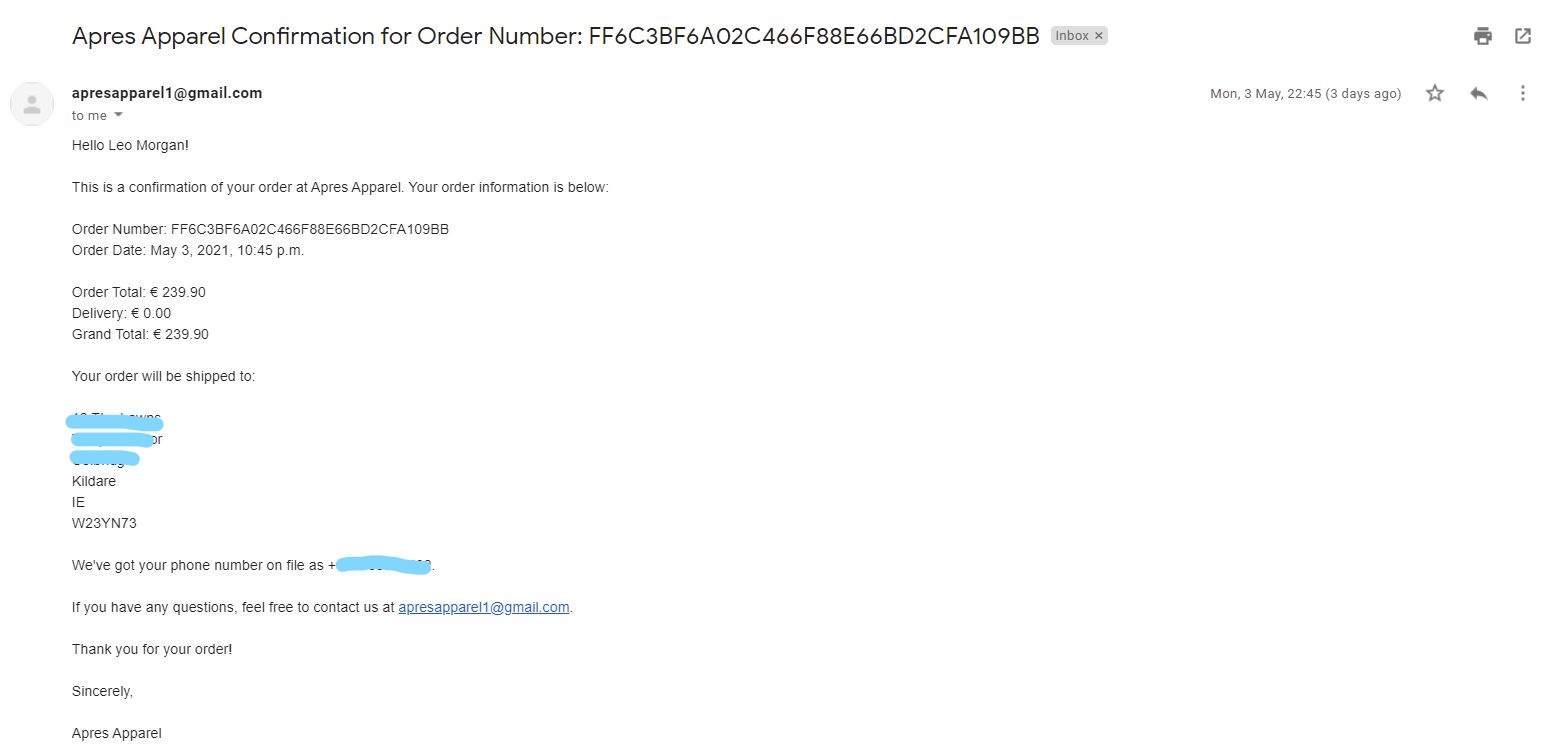 Apres Apparel Confirmation for Order Number: FF6C3BF6A02C466F88E66BD2CFA109BB Inbox ×
apresapparel1@gmail.com Mon, 3 May, 22:45 (3 days ago)
to me
Hello Leo Morgan!
This is a confirmation of your order at Apres Apparel. Your order information is below:
Order Number: FF6C3BF6A02C466F88E66BD2CFA109BB
Order Date: May 3, 2021, 10:45 p.m.
Order Total: € 239.90
Delivery: € 0.00
Grand Total: € 239.90
Your order will be shipped to:
Kildare
IE
W23YN73
We've got your phone number on file as +
If you have any questions, feel free to contact us at apresapparel1@gmail.com.
Thank you for your order!
Sincerely,
Apres Apparel